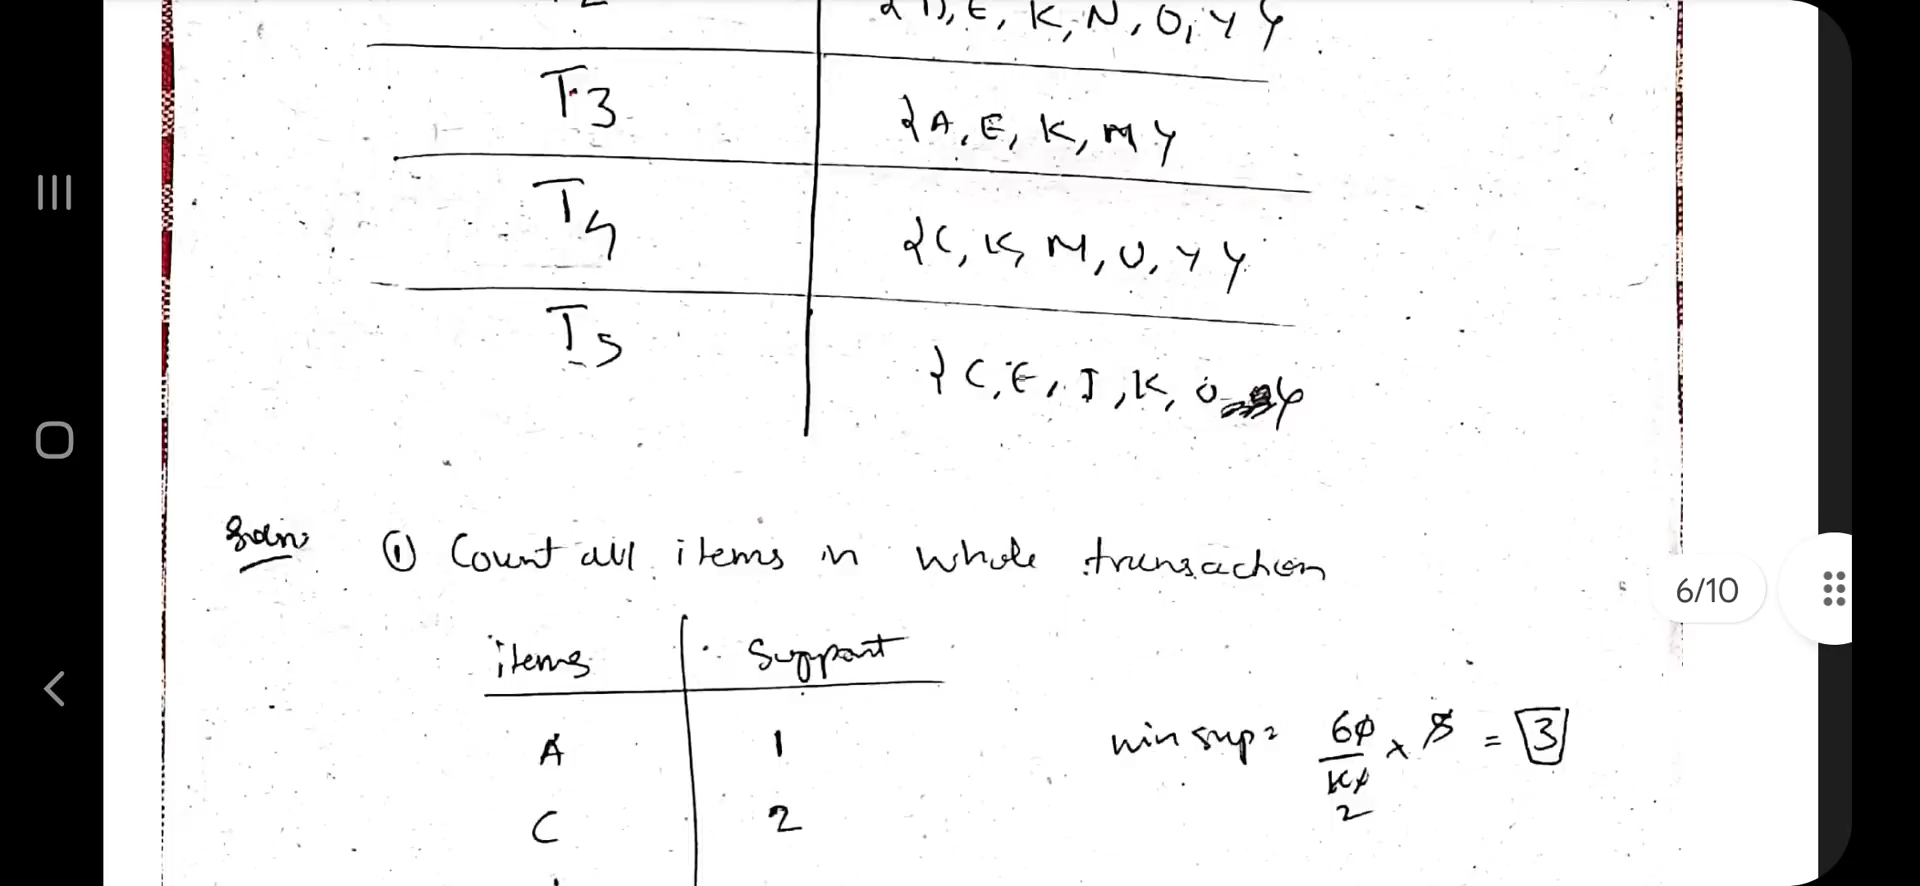 {D, E, K, N, O, Y}
T3
{A, E, K, M}
T4
{C, K, M, U, Y}
T5
{C, E, I, K, O }
Soln:
① Count all items in whole transaction
6/10
items Support
A 1
C 2
min sup = 60/100 × 5 = 3
2